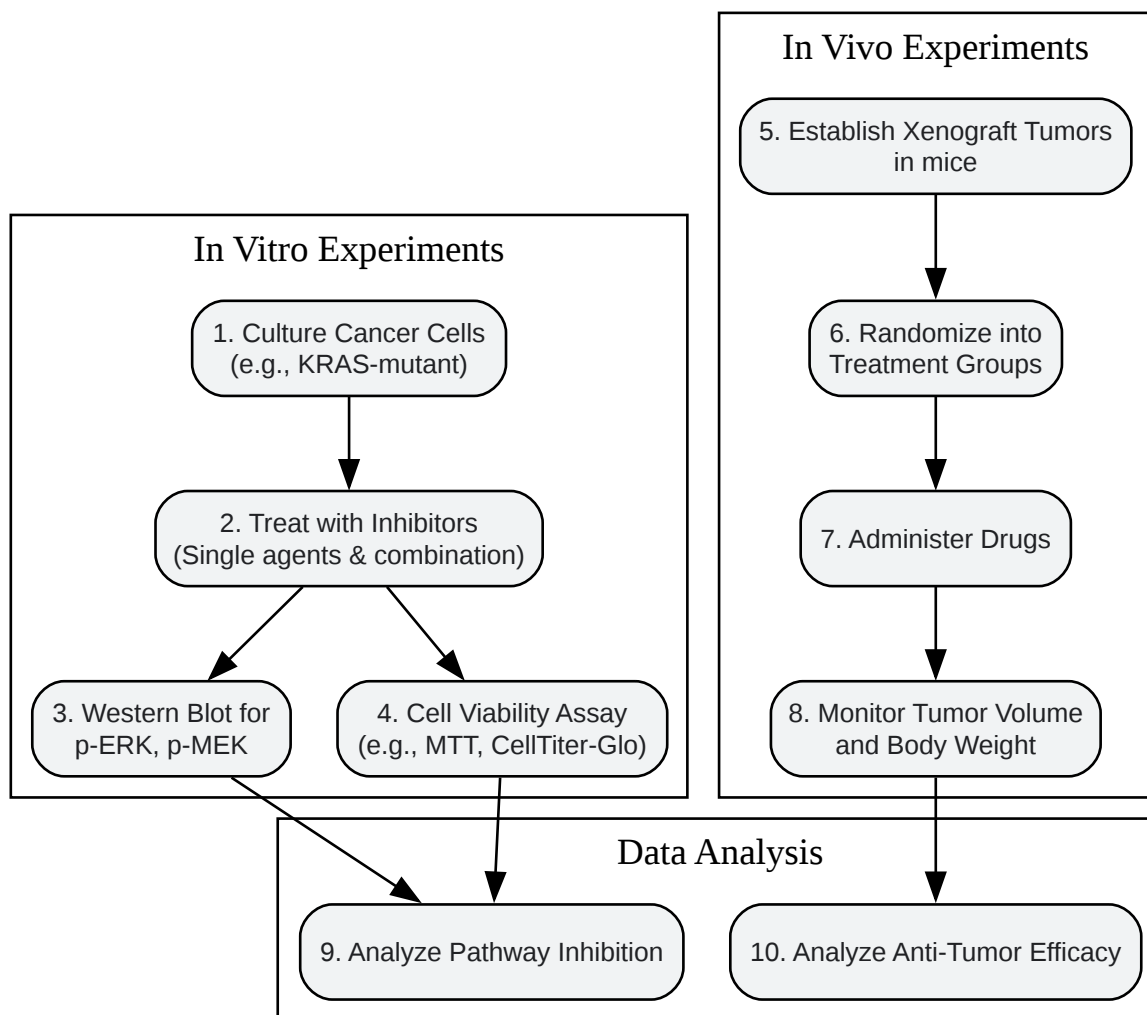 In Vitro Experiments
1. Culture Cancer Cells
(e.g., KRAS-mutant)
2. Treat with Inhibitors
(Single agents & combination)
3. Western Blot for
p-ERK, p-MEK
4. Cell Viability Assay
(e.g., MTT, CellTiter-Glo)
In Vivo Experiments
5. Establish Xenograft Tumors
in mice
6. Randomize into
Treatment Groups
7. Administer Drugs
8. Monitor Tumor Volume
and Body Weight
Data Analysis
9. Analyze Pathway Inhibition
10. Analyze Anti-Tumor Efficacy